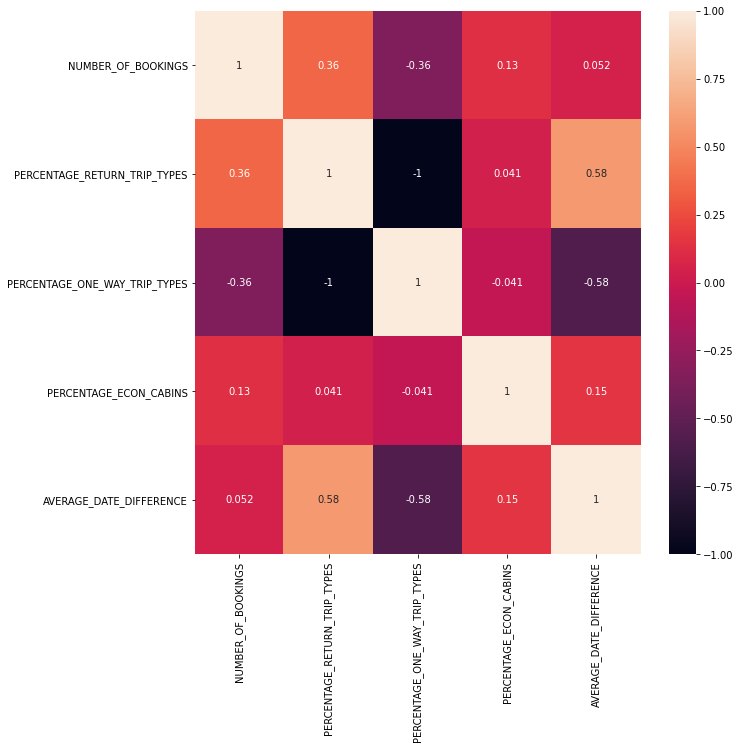 NUMBER_OF_BOOKINGS 1 0.36 -0.36 0.13 0.052
PERCENTAGE_RETURN_TRIP_TYPES 0.36 1 -1 0.041 0.58
PERCENTAGE_ONE_WAY_TRIP_TYPES -0.36 -1 1 -0.041 -0.58
PERCENTAGE_ECON_CABINS 0.13 0.041 -0.041 1 0.15
AVERAGE_DATE_DIFFERENCE 0.052 0.58 -0.58 0.15 1
NUMBER_OF_BOOKINGS
PERCENTAGE_RETURN_TRIP_TYPES
PERCENTAGE_ONE_WAY_TRIP_TYPES
PERCENTAGE_ECON_CABINS
AVERAGE_DATE_DIFFERENCE
1.00
0.75
0.50
0.25
0.00
−0.25
−0.50
−0.75
−1.00